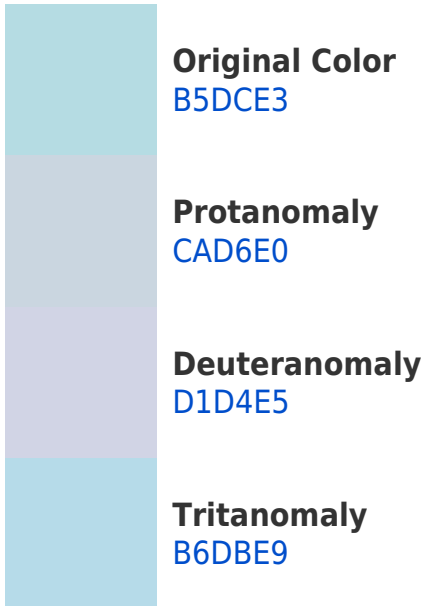 Original Color
B5DCE3
Protanomaly
CAD6E0
Deuteranomaly
D1D4E5
Tritanomaly
B6DBE9